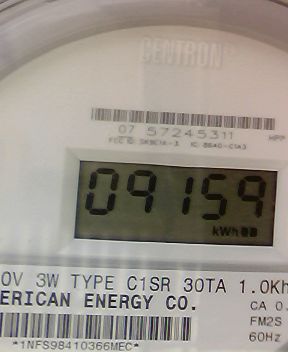 CENTRON®
07 57245311
HPP
09159
kWh
0V 3W TYPE C1SR 30TA 1.0Kh
ERICAN ENERGY CO.
CA 0.
FM2S
60Hz
*1NFS98410366MEC*